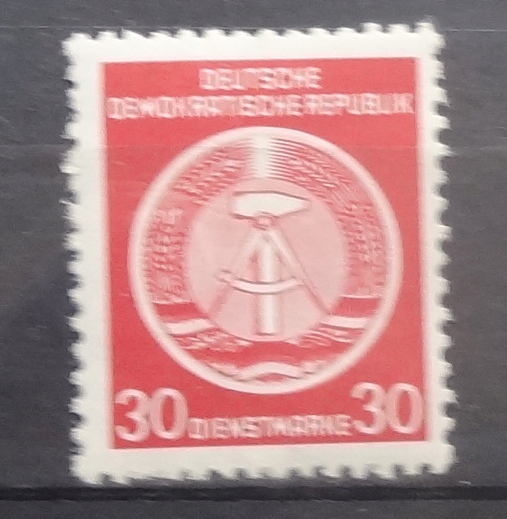 DEUTSCHE
DEMOKRATISCHE REPUBLIK
30 DIENSTMARKE 30